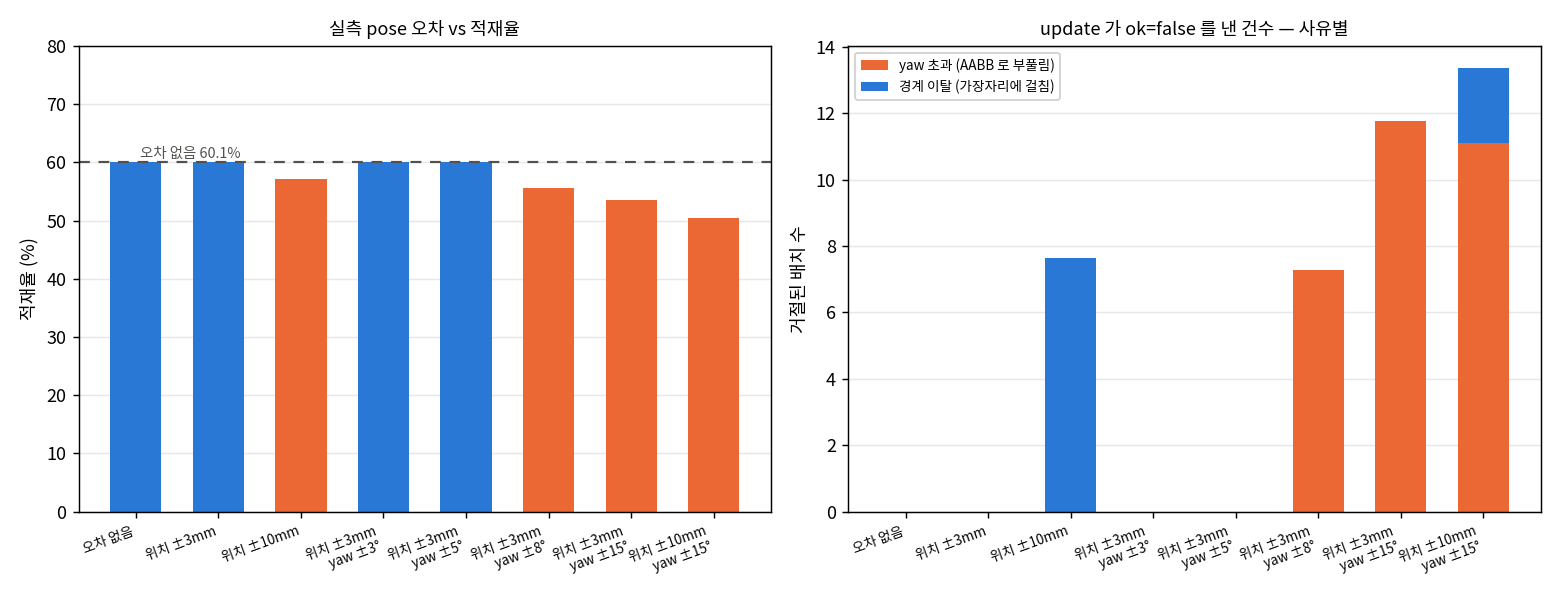 실측 pose 오차 vs 적재율
적재율 (%)
80
70
60
50
40
30
20
10
0
오차 없음 60.1%
오차 없음
위치 ±3mm
위치 ±10mm
위치 ±3mm
yaw ±3°
위치 ±3mm
yaw ±5°
위치 ±3mm
yaw ±8°
위치 ±3mm
yaw ±15°
위치 ±10mm
yaw ±15°
update 가 ok=false 를 낸 건수 — 사유별
yaw 초과 (AABB 로 부풀림)
경계 이탈 (가장자리에 걸침)
거절된 배치 수
14
12
10
8
6
4
2
0
오차 없음
위치 ±3mm
위치 ±10mm
위치 ±3mm
yaw ±3°
위치 ±3mm
yaw ±5°
위치 ±3mm
yaw ±8°
위치 ±3mm
yaw ±15°
위치 ±10mm
yaw ±15°